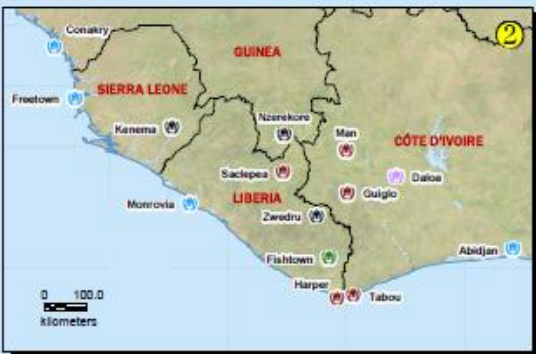 Conakry
2
GUINEA
SIERRA LEONE
Freetown
Nzerekore
Kenema
Man
CÔTE D'IVOIRE
Saclepea
Daloa
Guiglo
LIBERIA
Monrovia
Zwedru
Abidjan
Fishtown
Harper
Tabou
0 100.0
kilometers